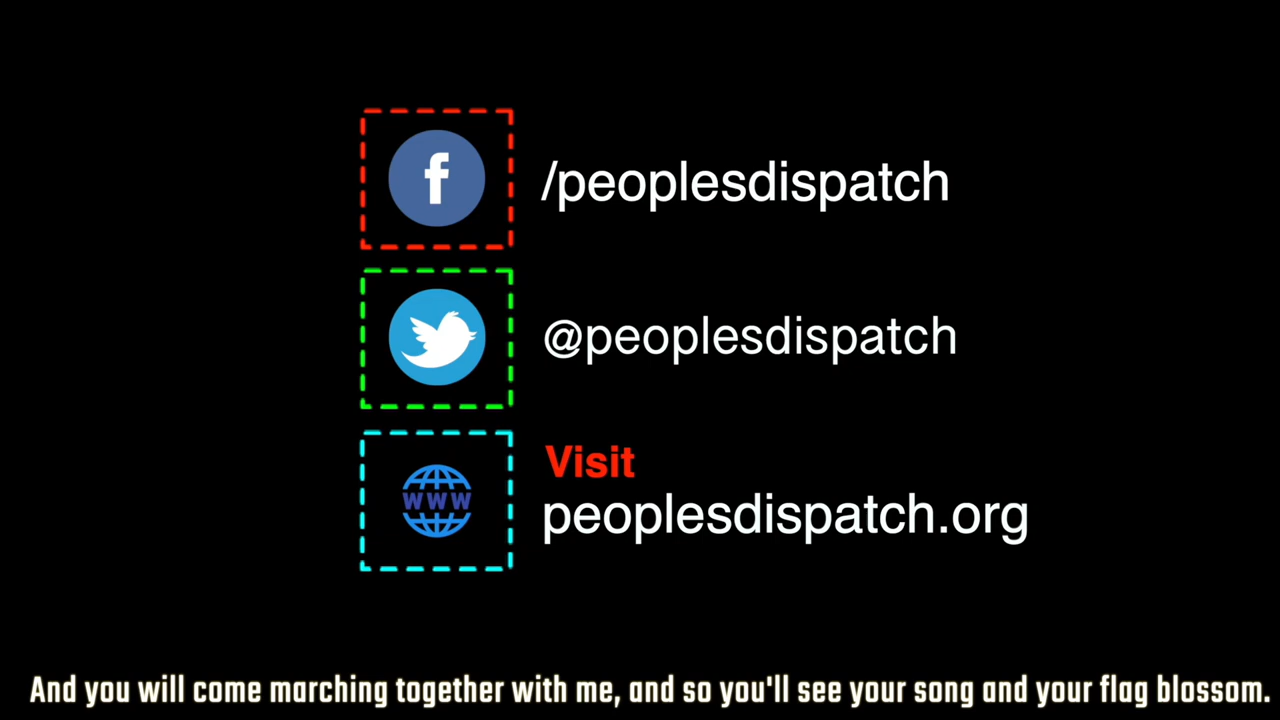 f
/peoplesdispatch
@peoplesdispatch
Visit
WWW
peoplesdispatch.org
And you will come marching together with me, and so you'll see your song and your flag blossom.